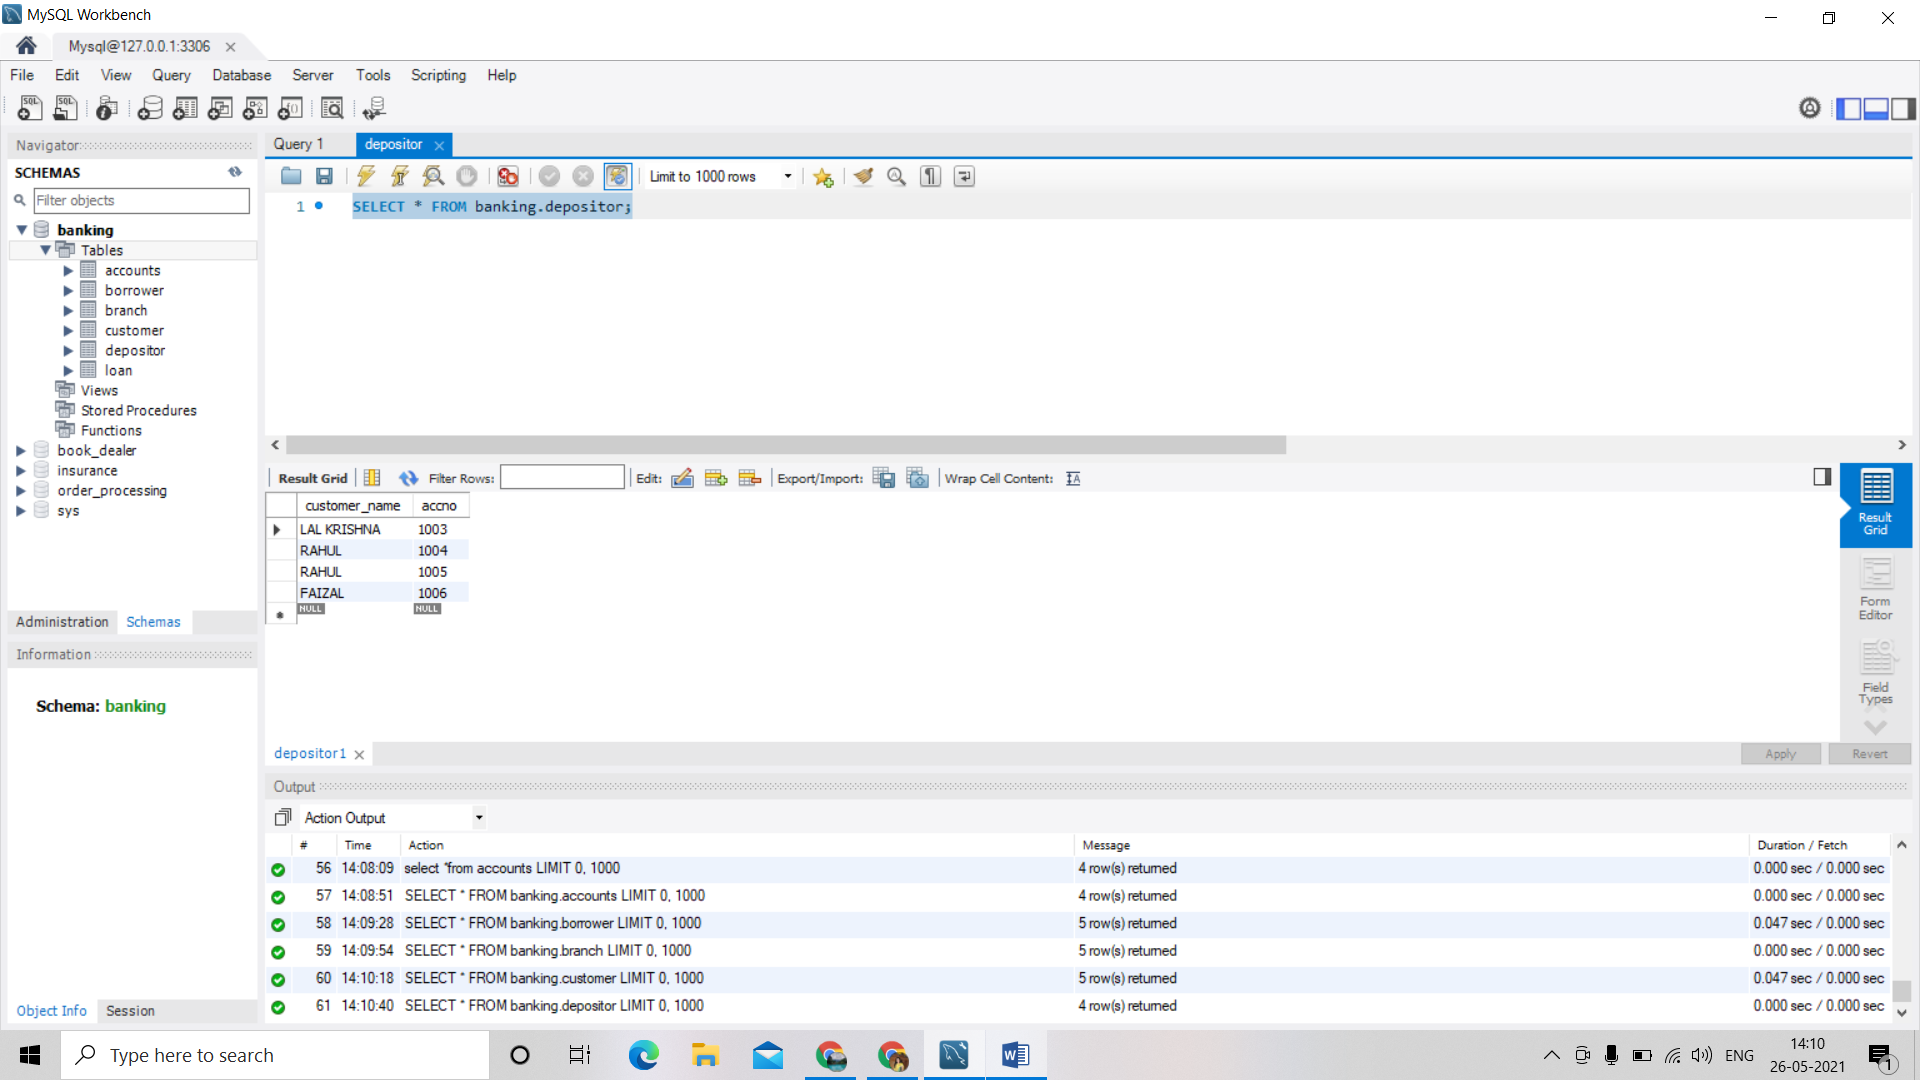 MySQL Workbench
Mysql@127.0.0.1:3306
File Edit View Query Database Server Tools Scripting Help
Navigator
SCHEMAS
Filter objects
banking
Tables
accounts
borrower
branch
customer
depositor
loan
Views
Stored Procedures
Functions
book_dealer
insurance
order_processing
sys
Administration Schemas
Information
Schema: banking
Object Info Session
Query 1 depositor
Limit to 1000 rows
1 SELECT * FROM banking.depositor;
Result Grid Filter Rows: Edit: Export/Import: Wrap Cell Content:
customer_name accno
LAL KRISHNA 1003
RAHUL 1004
RAHUL 1005
FAIZAL 1006
NULL NULL
Result
Grid
Form
Editor
Field
Types
depositor1 Apply Revert
Output
Action Output
# Time Action Message Duration / Fetch
56 14:08:09 select *from accounts LIMIT 0, 1000 4 row(s) returned 0.000 sec / 0.000 sec
57 14:08:51 SELECT * FROM banking.accounts LIMIT 0, 1000 4 row(s) returned 0.000 sec / 0.000 sec
58 14:09:28 SELECT * FROM banking.borrower LIMIT 0, 1000 5 row(s) returned 0.047 sec / 0.000 sec
59 14:09:54 SELECT * FROM banking.branch LIMIT 0, 1000 5 row(s) returned 0.000 sec / 0.000 sec
60 14:10:18 SELECT * FROM banking.customer LIMIT 0, 1000 5 row(s) returned 0.047 sec / 0.000 sec
61 14:10:40 SELECT * FROM banking.depositor LIMIT 0, 1000 4 row(s) returned 0.000 sec / 0.000 sec
Type here to search
ENG
14:10
26-05-2021
1